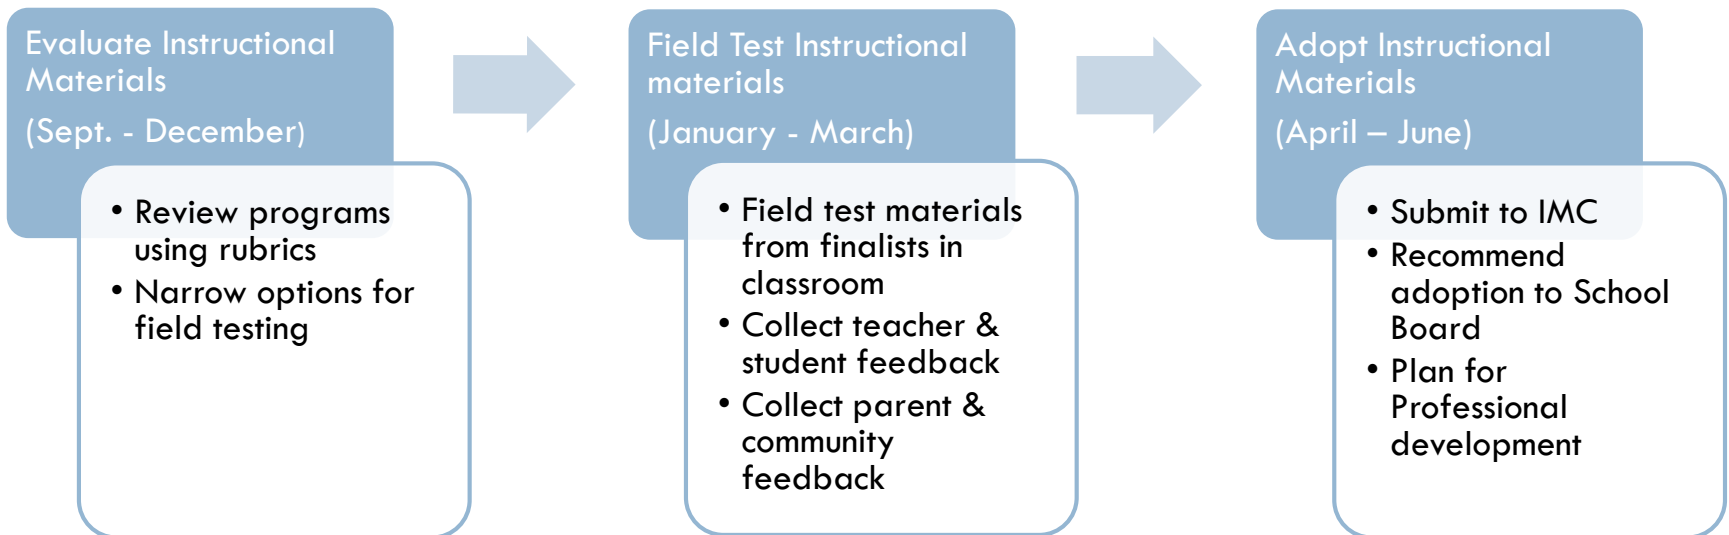 Evaluate Instructional
Materials
(Sept. - December)
• Review programs
using rubrics
• Narrow options for
field testing
Field Test Instructional
materials
(January - March)
• Field test materials
from finalists in
classroom
• Collect teacher &
student feedback
• Collect parent &
community
feedback
Adopt Instructional
Materials
(April – June)
• Submit to IMC
• Recommend
adoption to School
Board
• Plan for
Professional
development